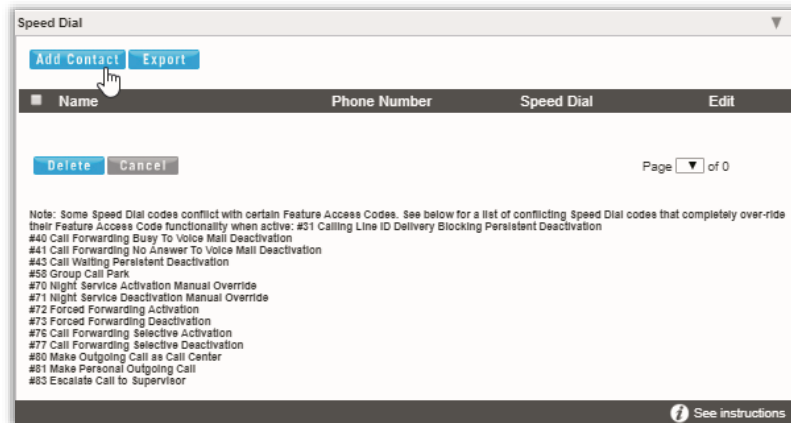 Speed Dial
Add Contact Export
Name Phone Number Speed Dial Edit
Delete Cancel Page of 0
Note: Some Speed Dial codes conflict with certain Feature Access Codes. See below for a list of conflicting Speed Dial codes that completely over-ride
their Feature Access Code functionality when active: #31 Calling Line ID Delivery Blocking Persistent Deactivation
#40 Call Forwarding Busy To Voice Mail Deactivation
#41 Call Forwarding No Answer To Voice Mail Deactivation
#43 Call Waiting Persistent Deactivation
#58 Group Call Park
#70 Night Service Activation Manual Override
#71 Night Service Deactivation Manual Override
#72 Forced Forwarding Activation
#73 Forced Forwarding Deactivation
#76 Call Forwarding Selective Activation
#77 Call Forwarding Selective Deactivation
#80 Make Outgoing Call as Call Center
#81 Make Personal Outgoing Call
#83 Escalate Call to Supervisor
See instructions